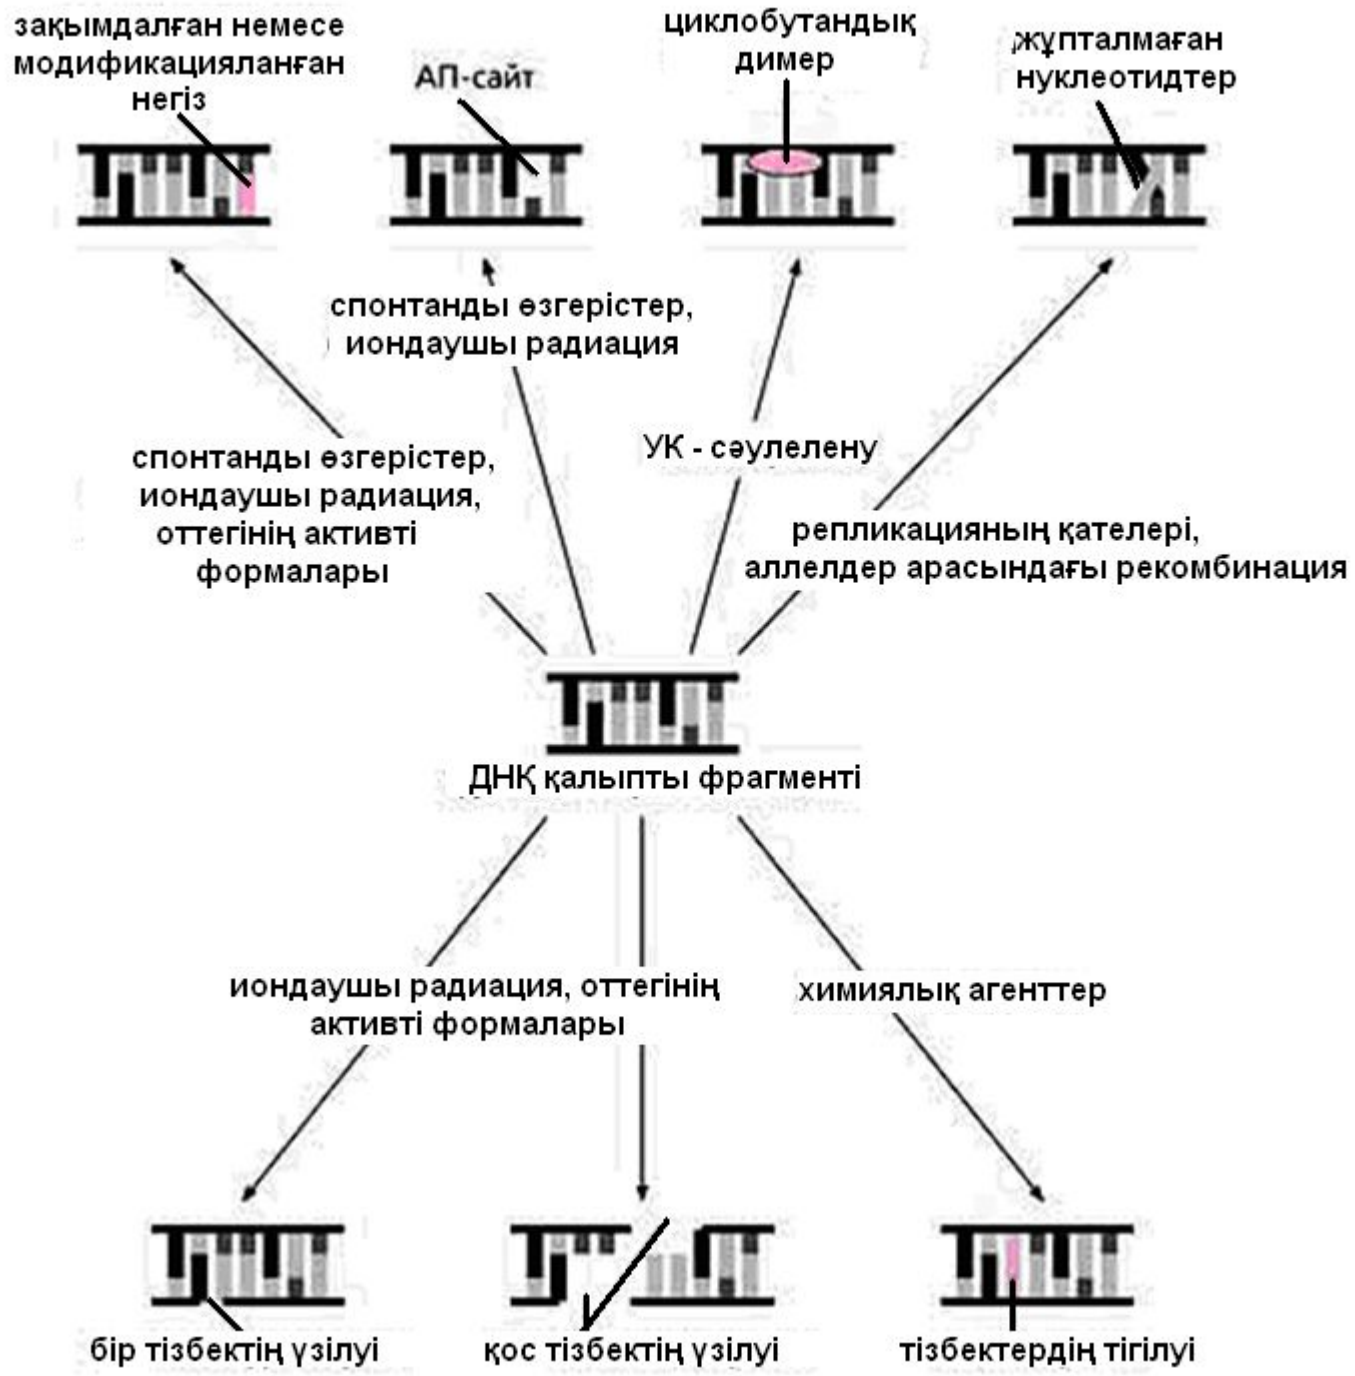 зақымдалған немесе
модификацияланған
негіз
АП-сайт
циклобутандық
димер
жұпталмаған
нуклеотидтер
спонтанды өзгерістер,
иондаушы радиация
спонтанды өзгерістер,
иондаушы радиация,
оттегінің активті
формалары
УК - сәулелену
репликацияның қателері,
аллелдер арасындағы рекомбинация
ДНҚ қалыпты фрагменті
иондаушы радиация, оттегінің
активті формалары
химиялық агенттер
бір тізбектің үзілуі
қос тізбектің үзілуі
тізбектердің тігілуі